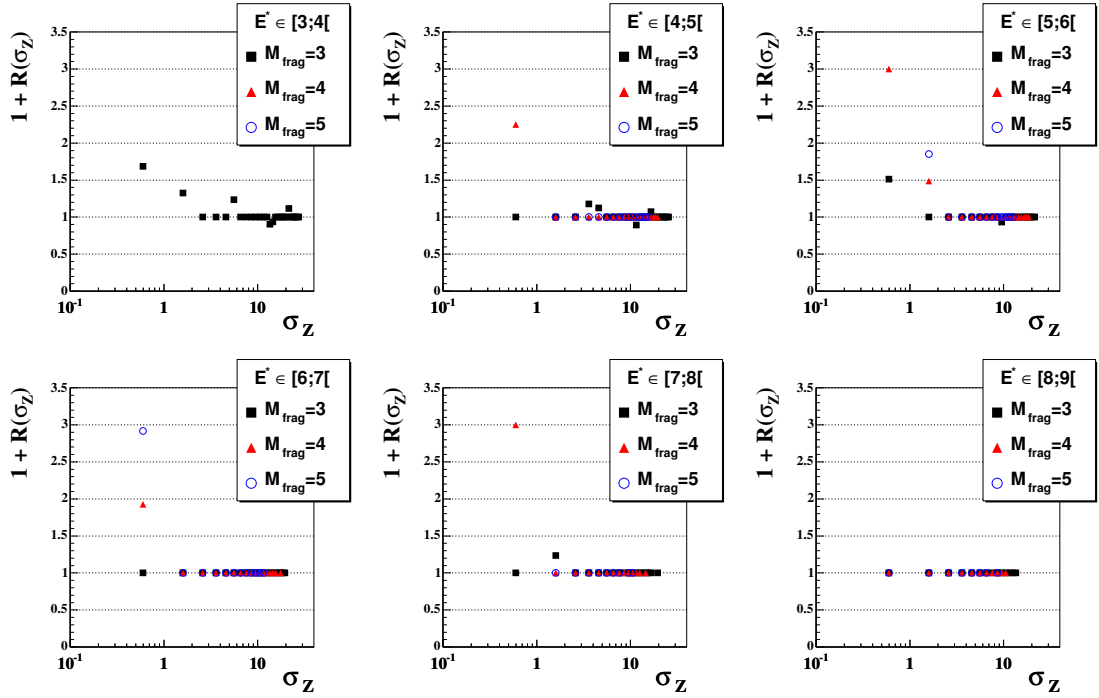 E* ∈ [3;4[
M_frag=3
M_frag=4
M_frag=5
1 + R(σ_Z)
3.5
3
2.5
2
1.5
1
0.5
0
10^-1
1
10
σ_Z
E* ∈ [4;5[
M_frag=3
M_frag=4
M_frag=5
1 + R(σ_Z)
3.5
3
2.5
2
1.5
1
0.5
0
10^-1
1
10
σ_Z
E* ∈ [5;6[
M_frag=3
M_frag=4
M_frag=5
1 + R(σ_Z)
3.5
3
2.5
2
1.5
1
0.5
0
10^-1
1
10
σ_Z
E* ∈ [6;7[
M_frag=3
M_frag=4
M_frag=5
1 + R(σ_Z)
3.5
3
2.5
2
1.5
1
0.5
0
10^-1
1
10
σ_Z
E* ∈ [7;8[
M_frag=3
M_frag=4
M_frag=5
1 + R(σ_Z)
3.5
3
2.5
2
1.5
1
0.5
0
10^-1
1
10
σ_Z
E* ∈ [8;9[
M_frag=3
M_frag=4
M_frag=5
1 + R(σ_Z)
3.5
3
2.5
2
1.5
1
0.5
0
10^-1
1
10
σ_Z